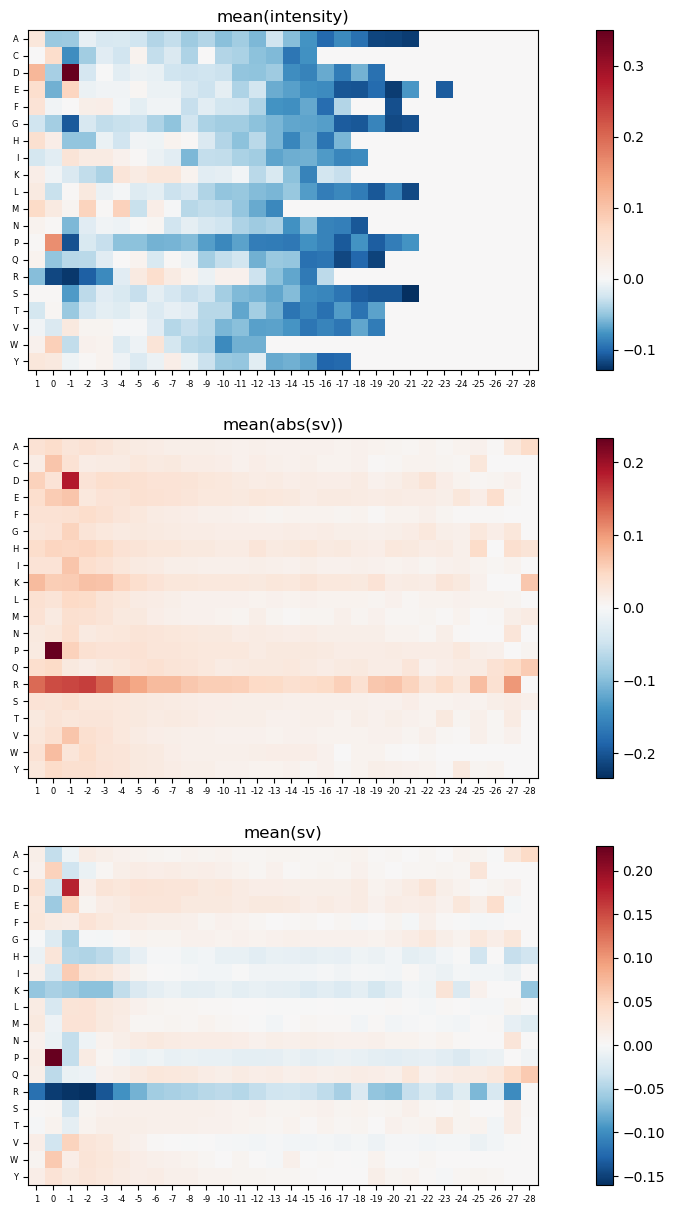 mean(intensity)
A
C
D
E
F
G
H
I
K
L
M
N
P
Q
R
S
T
V
W
Y
1 0 -1 -2 -3 -4 -5 -6 -7 -8 -9 -10 -11 -12 -13 -14 -15 -16 -17 -18 -19 -20 -21 -22 -23 -24 -25 -26 -27 -28
0.3
0.2
0.1
0.0
−0.1
mean(abs(sv))
A
C
D
E
F
G
H
I
K
L
M
N
P
Q
R
S
T
V
W
Y
1 0 -1 -2 -3 -4 -5 -6 -7 -8 -9 -10 -11 -12 -13 -14 -15 -16 -17 -18 -19 -20 -21 -22 -23 -24 -25 -26 -27 -28
0.2
0.1
0.0
−0.1
−0.2
mean(sv)
A
C
D
E
F
G
H
I
K
L
M
N
P
Q
R
S
T
V
W
Y
1 0 -1 -2 -3 -4 -5 -6 -7 -8 -9 -10 -11 -12 -13 -14 -15 -16 -17 -18 -19 -20 -21 -22 -23 -24 -25 -26 -27 -28
0.20
0.15
0.10
0.05
0.00
−0.05
−0.10
−0.15